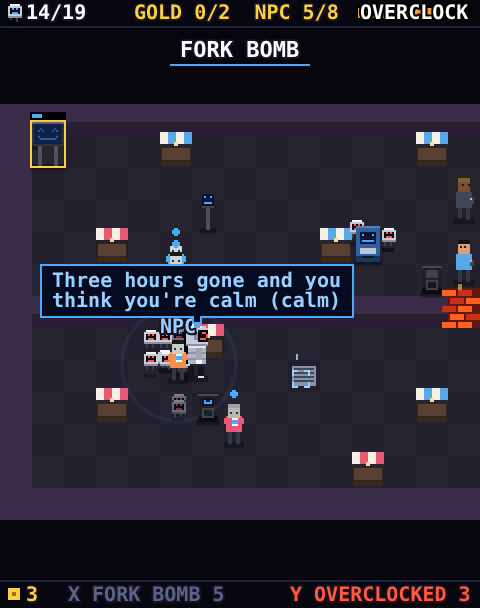 14/19 GOLD 0/2 NPC 5/8 OVERCLOCK
FORK BOMB
Three hours gone and you
think you're calm (calm)
NPC
3 X FORK BOMB 5 Y OVERCLOCKED 3